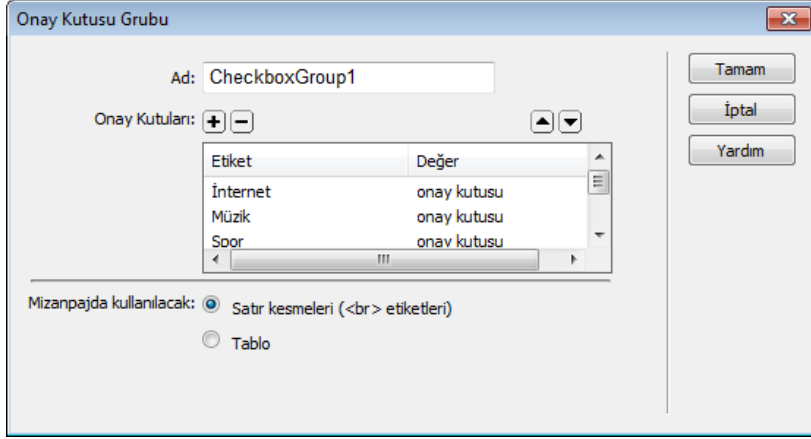 Onay Kutusu Grubu
Ad: CheckboxGroup1
Tamam
İptal
Yardım
Onay Kutuları:
Etiket Değer
İnternet onay kutusu
Müzik onay kutusu
Spor onay kutusu
Mizanpajda kullanılacak: Satır kesmeleri (<br> etiketleri)
Tablo